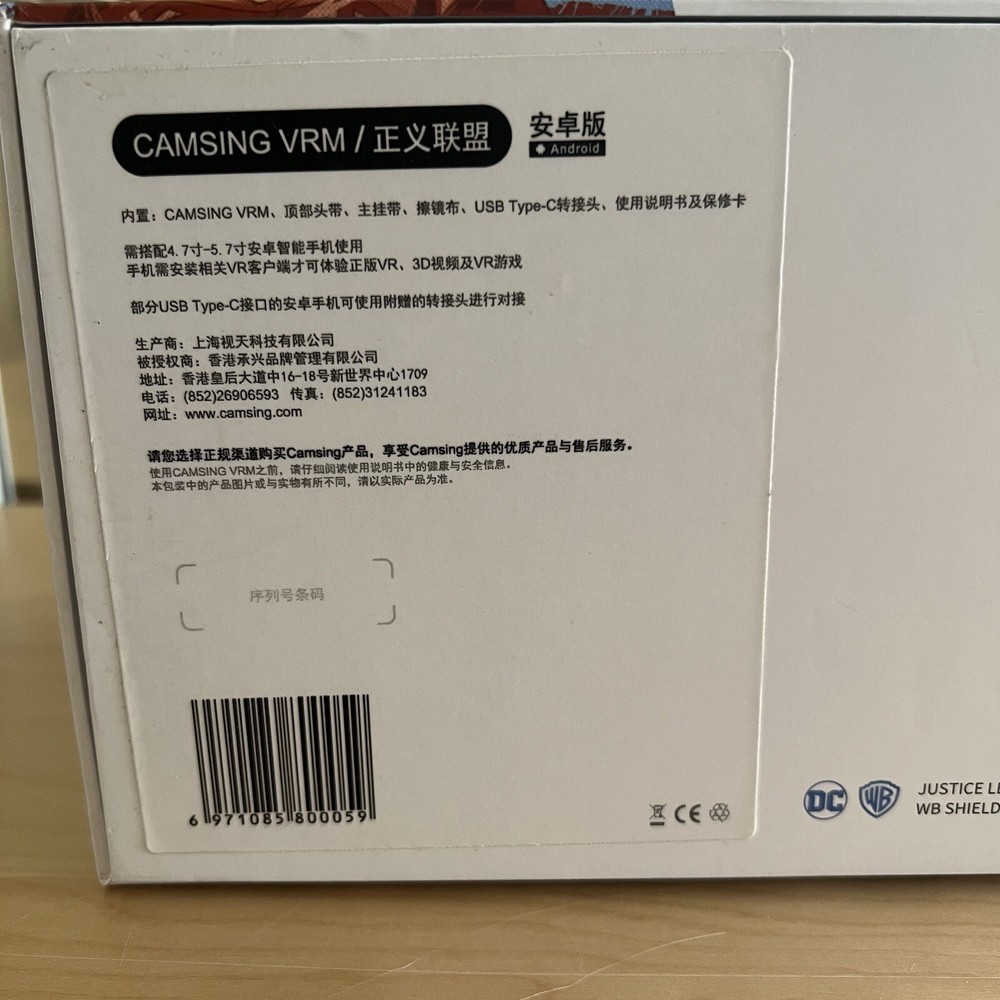 CAMSING VRM / 正义联盟
安卓版
Android
内置：CAMSING VRM、顶部头带、主挂带、擦镜布、USB Type-C转接头、使用说明书及保修卡
需搭配4.7寸-5.7寸安卓智能手机使用
手机需安装相关VR客户端才可体验正版VR、3D视频及VR游戏
部分USB Type-C接口的安卓手机可使用附赠的转接头进行对接
生产商：上海视天科技有限公司
被授权商：香港承兴品牌管理有限公司
地址：香港皇后大道中16-18号新世界中心1709
电话：(852)26906593 传真：(852)31241183
网址：www.camsing.com
请您选择正规渠道购买Camsing产品，享受Camsing提供的优质产品与售后服务。
使用CAMSING VRM之前，请仔细阅读使用说明书中的健康与安全信息。
本包装中的产品图片或与实物有所不同，请以实际产品为准。
序列号条码
6 971085 800059
CE
DC
WB
JUSTICE LE
WB SHIELD